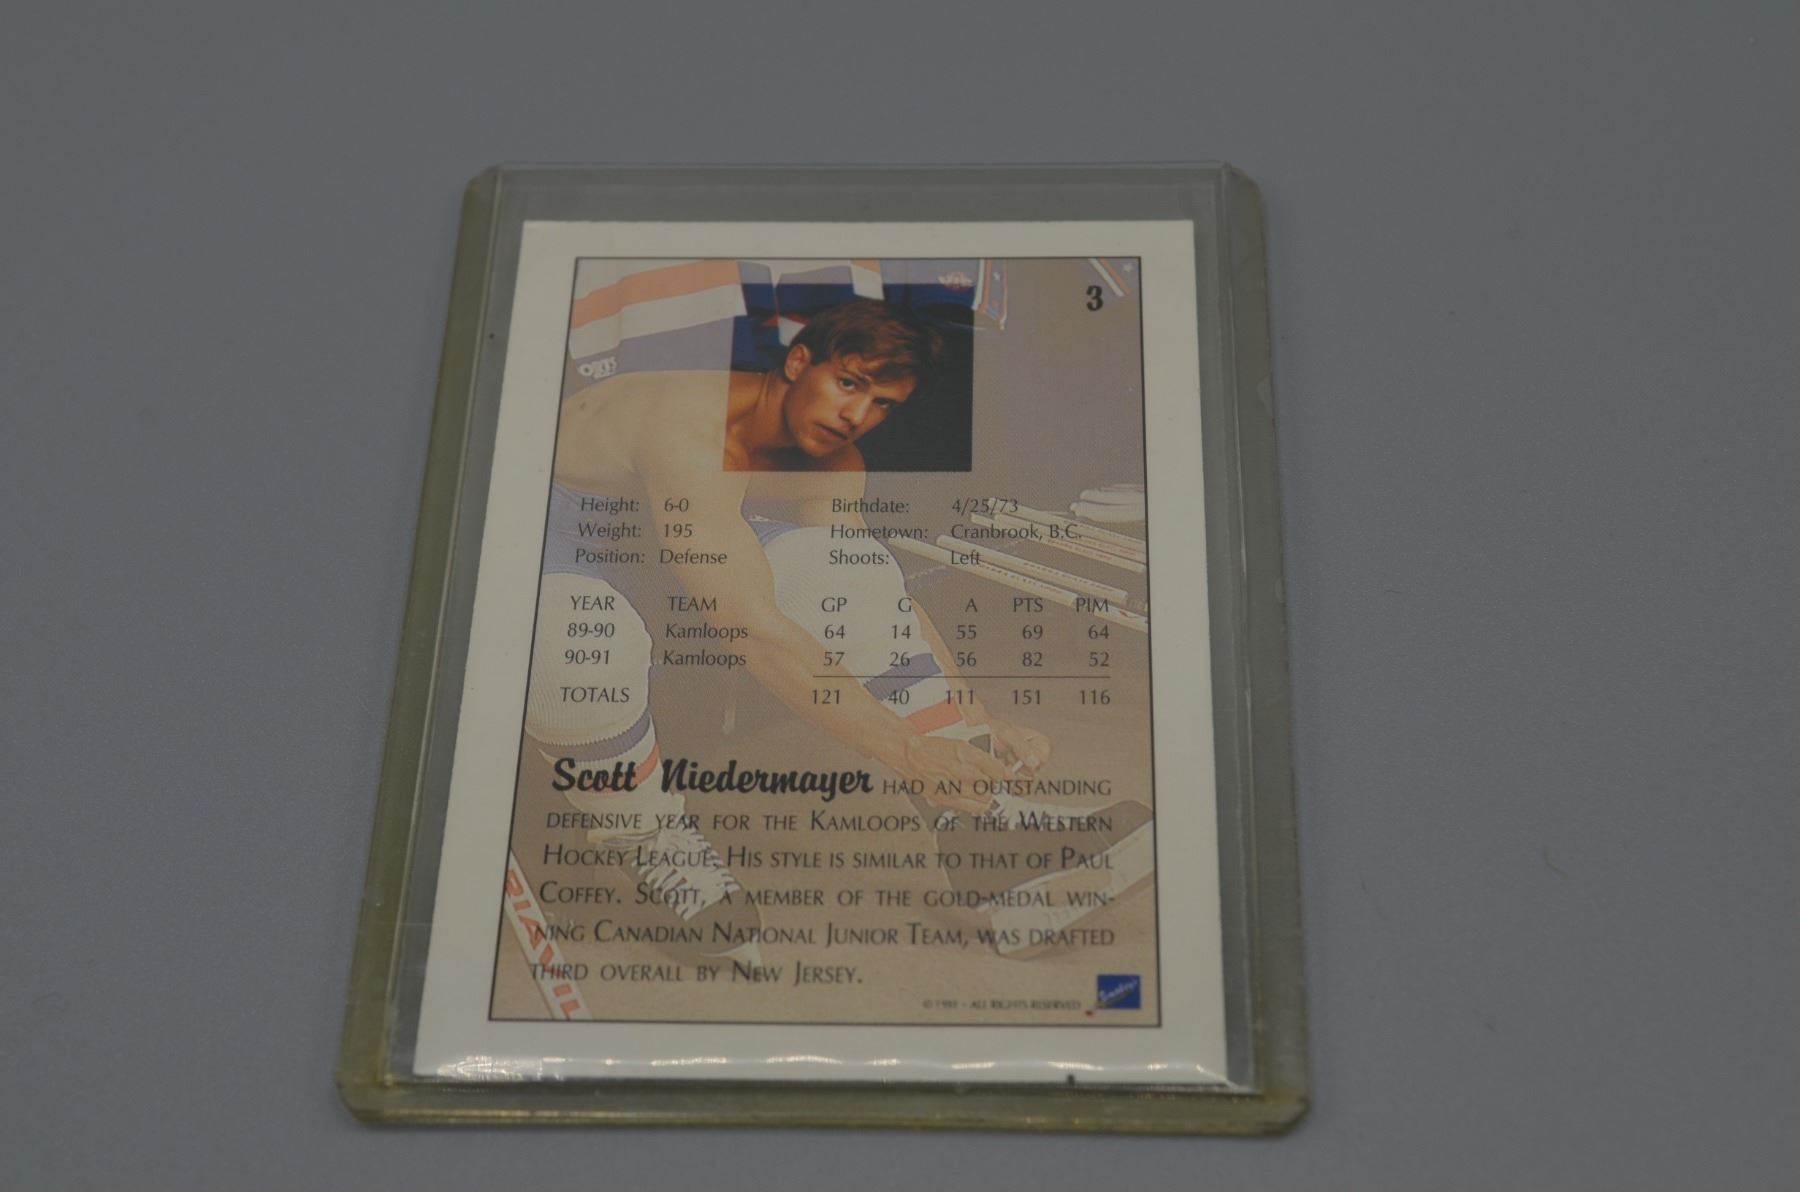 3
Height: 6-0 Birthdate: 4/25/73
Weight: 195 Hometown: Cranbrook, B.C.
Position: Defense Shoots: Left
YEAR TEAM GP G A PTS PIM
89-90 Kamloops 64 14 55 69 64
90-91 Kamloops 57 26 56 82 52
TOTALS 121 40 111 151 116
Scott Niedermayer HAD AN OUTSTANDING
DEFENSIVE YEAR FOR THE KAMLOOPS OF THE WESTERN
HOCKEY LEAGUE. HIS STYLE IS SIMILAR TO THAT OF PAUL
COFFEY. SCOTT, A MEMBER OF THE GOLD-MEDAL WIN-
NING CANADIAN NATIONAL JUNIOR TEAM, WAS DRAFTED
THIRD OVERALL BY NEW JERSEY.
© ALL RIGHTS RESERVED